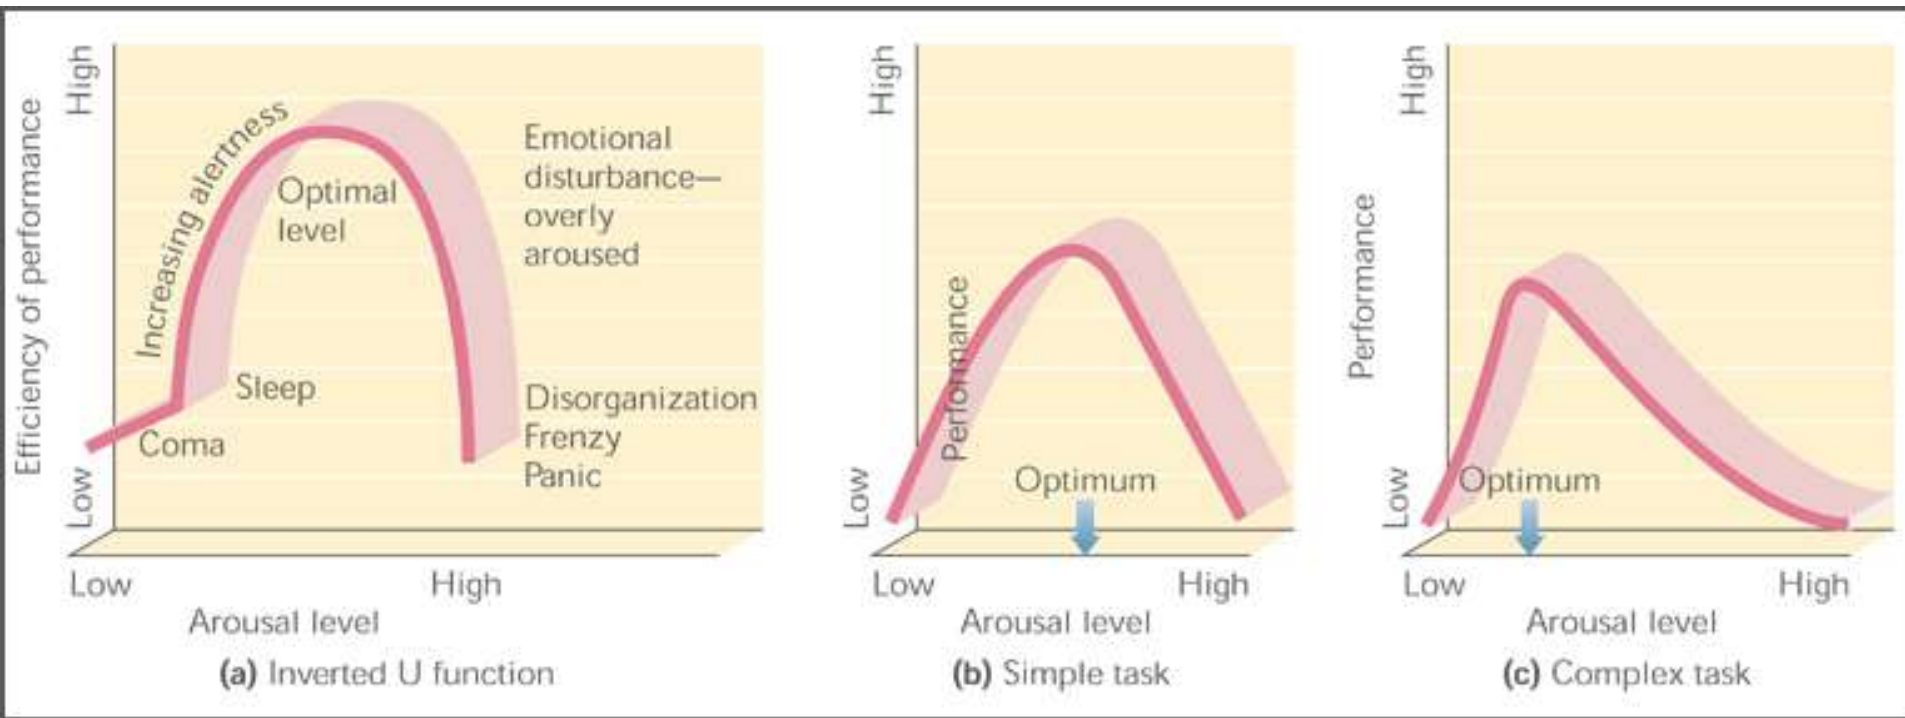 Efficiency of performance
High
Low
Increasing alertness
Optimal
level
Emotional
disturbance—
overly
aroused
Sleep
Coma
Disorganization
Frenzy
Panic
Low
High
Arousal level
(a) Inverted U function
High
Low
Performance
Optimum
Low
High
Arousal level
(b) Simple task
Performance
High
Low
Optimum
Low
High
Arousal level
(c) Complex task